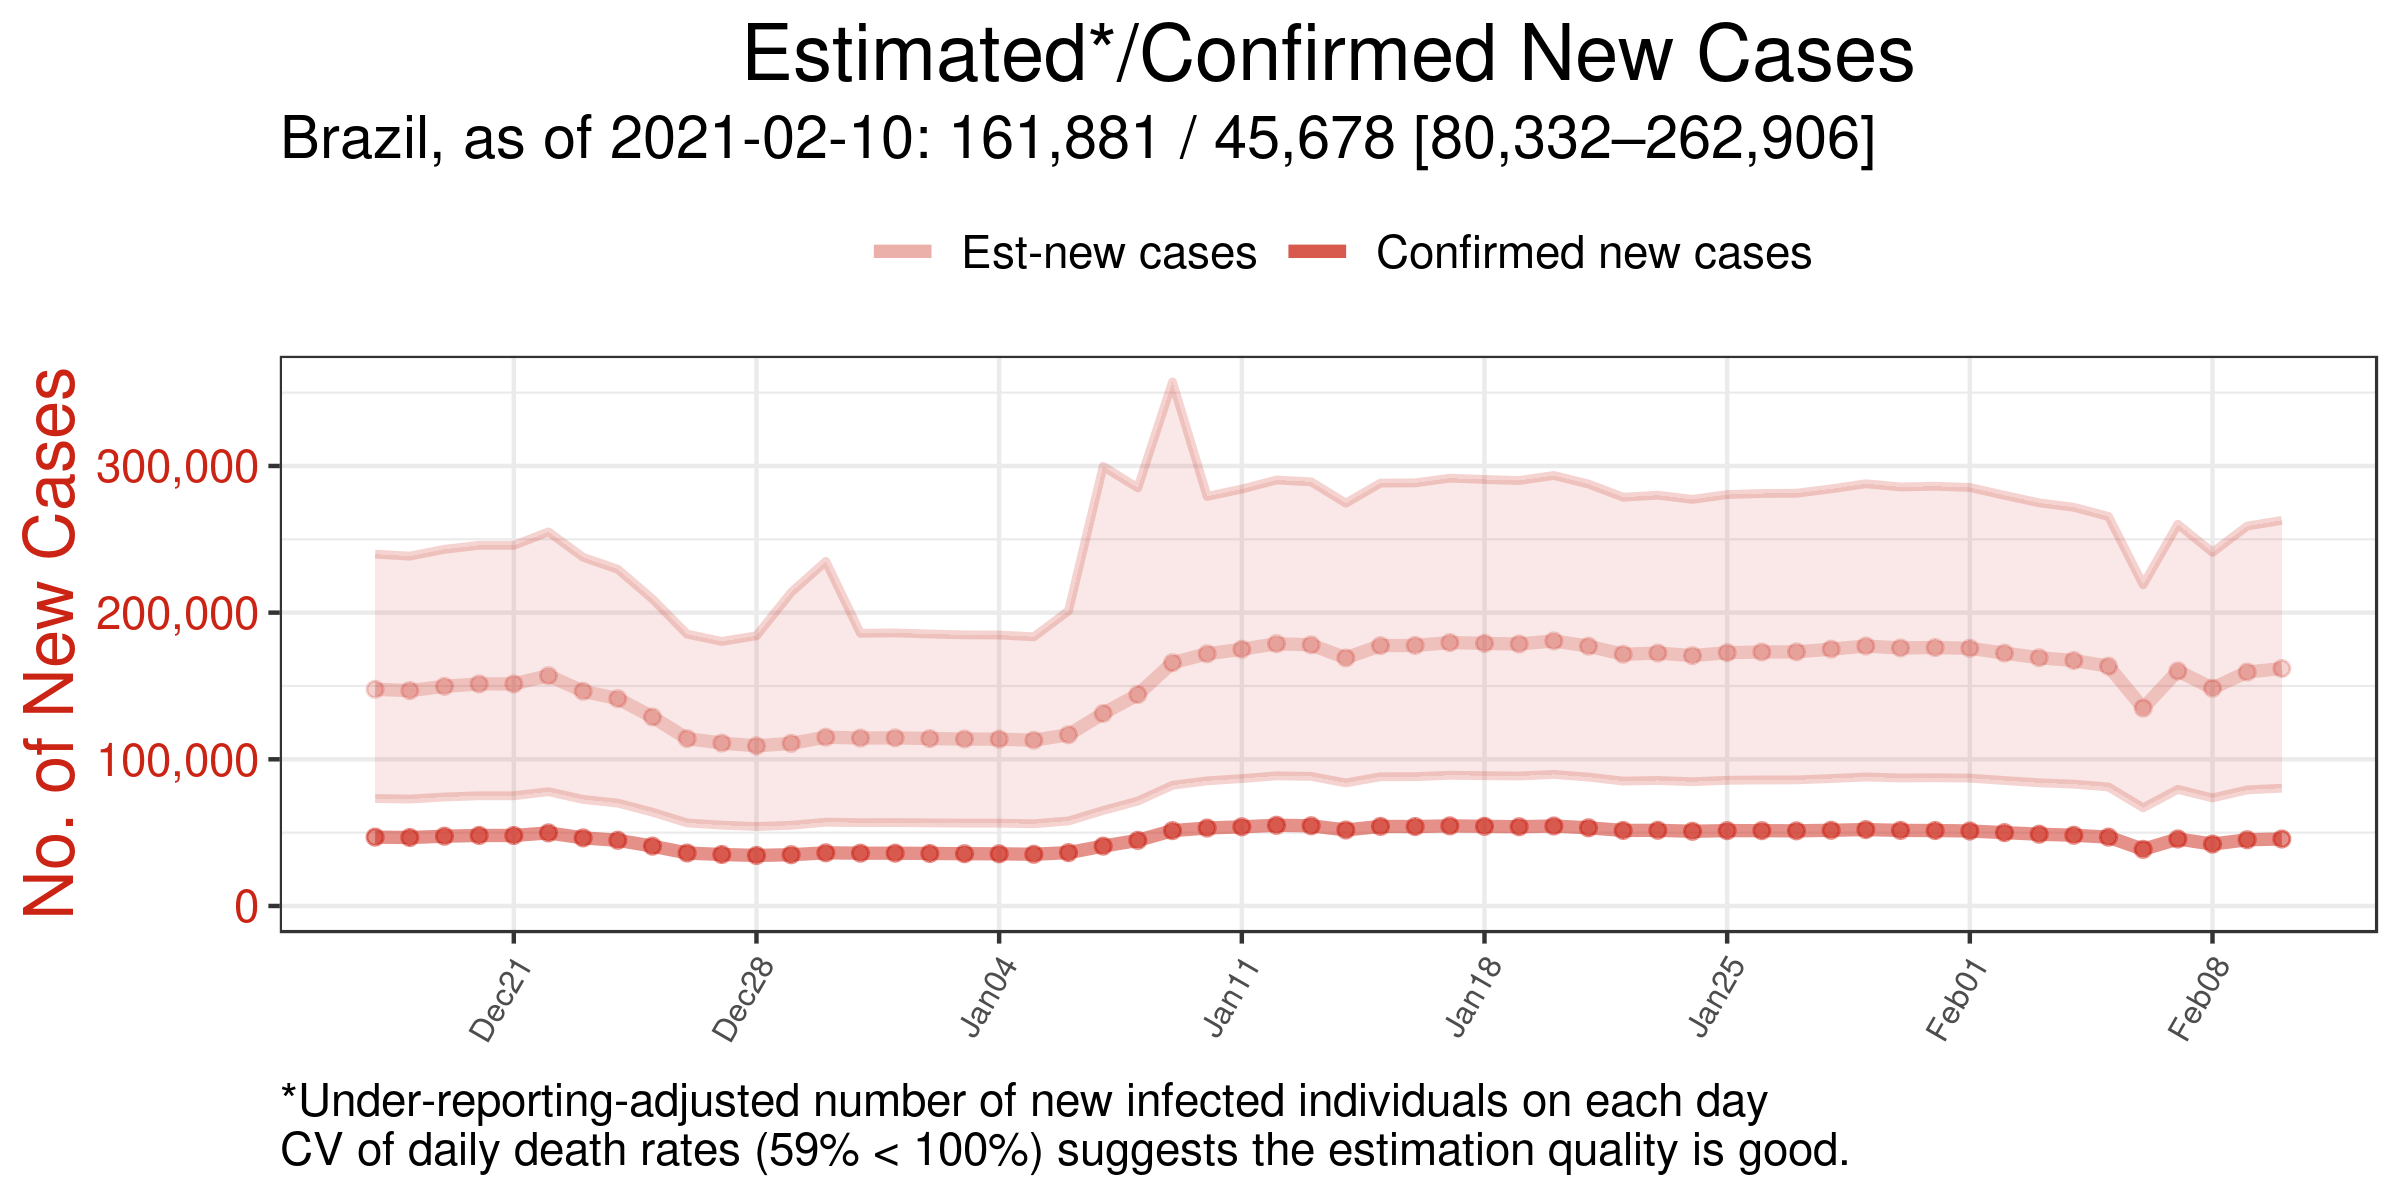 Estimated*/Confirmed New Cases
Brazil, as of 2021-02-10: 161,881 / 45,678 [80,332–262,906]
Est-new cases
Confirmed new cases
No. of New Cases
300,000
200,000
100,000
0
Dec21
Dec28
Jan04
Jan11
Jan18
Jan25
Feb01
Feb08
*Under-reporting-adjusted number of new infected individuals on each day
CV of daily death rates (59% < 100%) suggests the estimation quality is good.